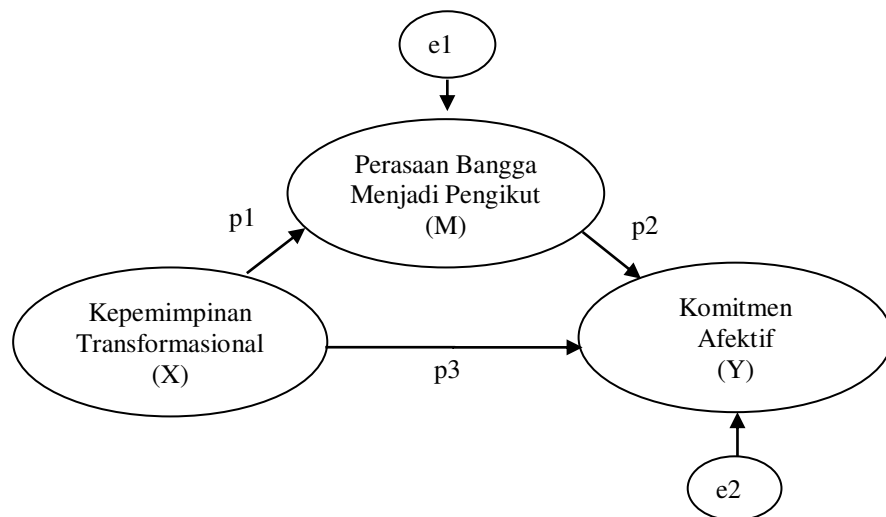 e1
Perasaan Bangga
Menjadi Pengikut
(M)
p1
p2
Kepemimpinan
Transformasional
(X)
Komitmen
Afektif
(Y)
p3
e2